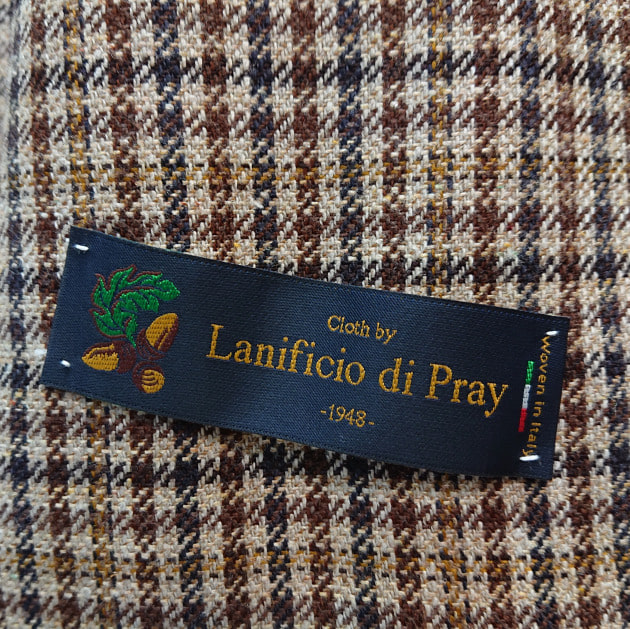 Cloth by
Lanificio di Pray
-1948-
Woven in Italy